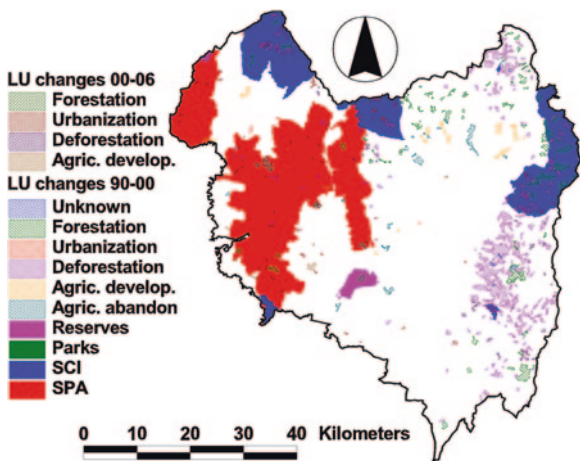 LU changes 00-06
Forestation
Urbanization
Deforestation
Agric. develop.
LU changes 90-00
Unknown
Forestation
Urbanization
Deforestation
Agric. develop.
Agric. abandon
Reserves
Parks
SCI
SPA
0 10 20 30 40 Kilometers